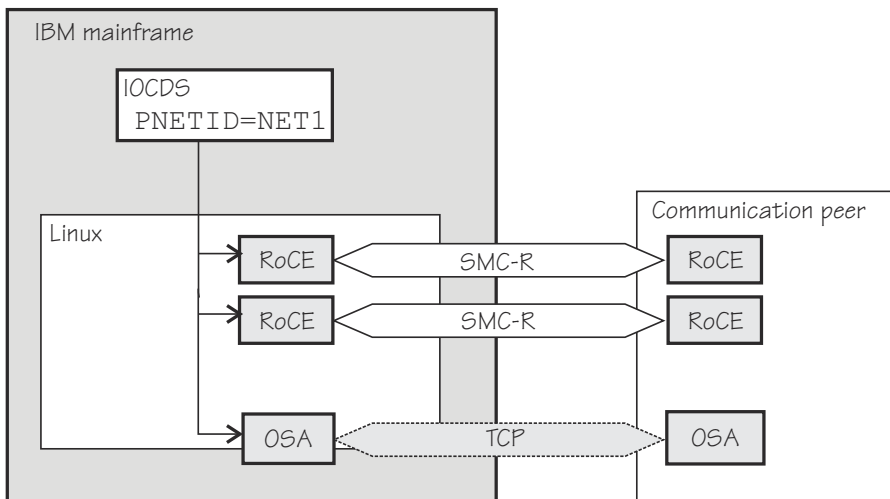 IBM mainframe
IOCDS
PNETID=NET1
Linux
Communication peer
RoCE
SMC-R
RoCE
RoCE
SMC-R
RoCE
OSA
TCP
OSA